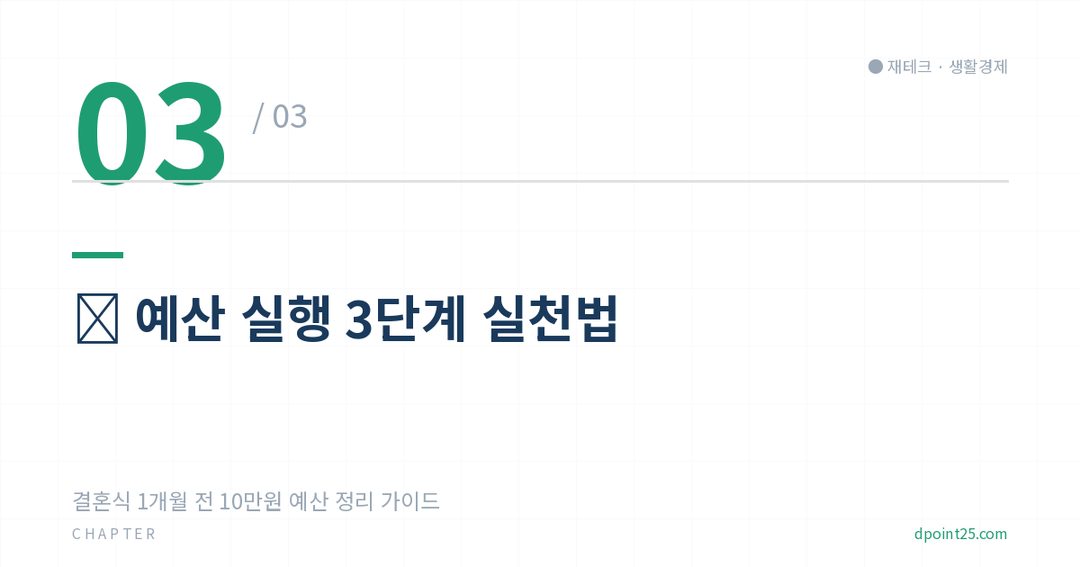 03 / 03
● 재테크 · 생활경제
예산 실행 3단계 실천법
결혼식 1개월 전 10만원 예산 정리 가이드
CHAPTER
dpoint25.com